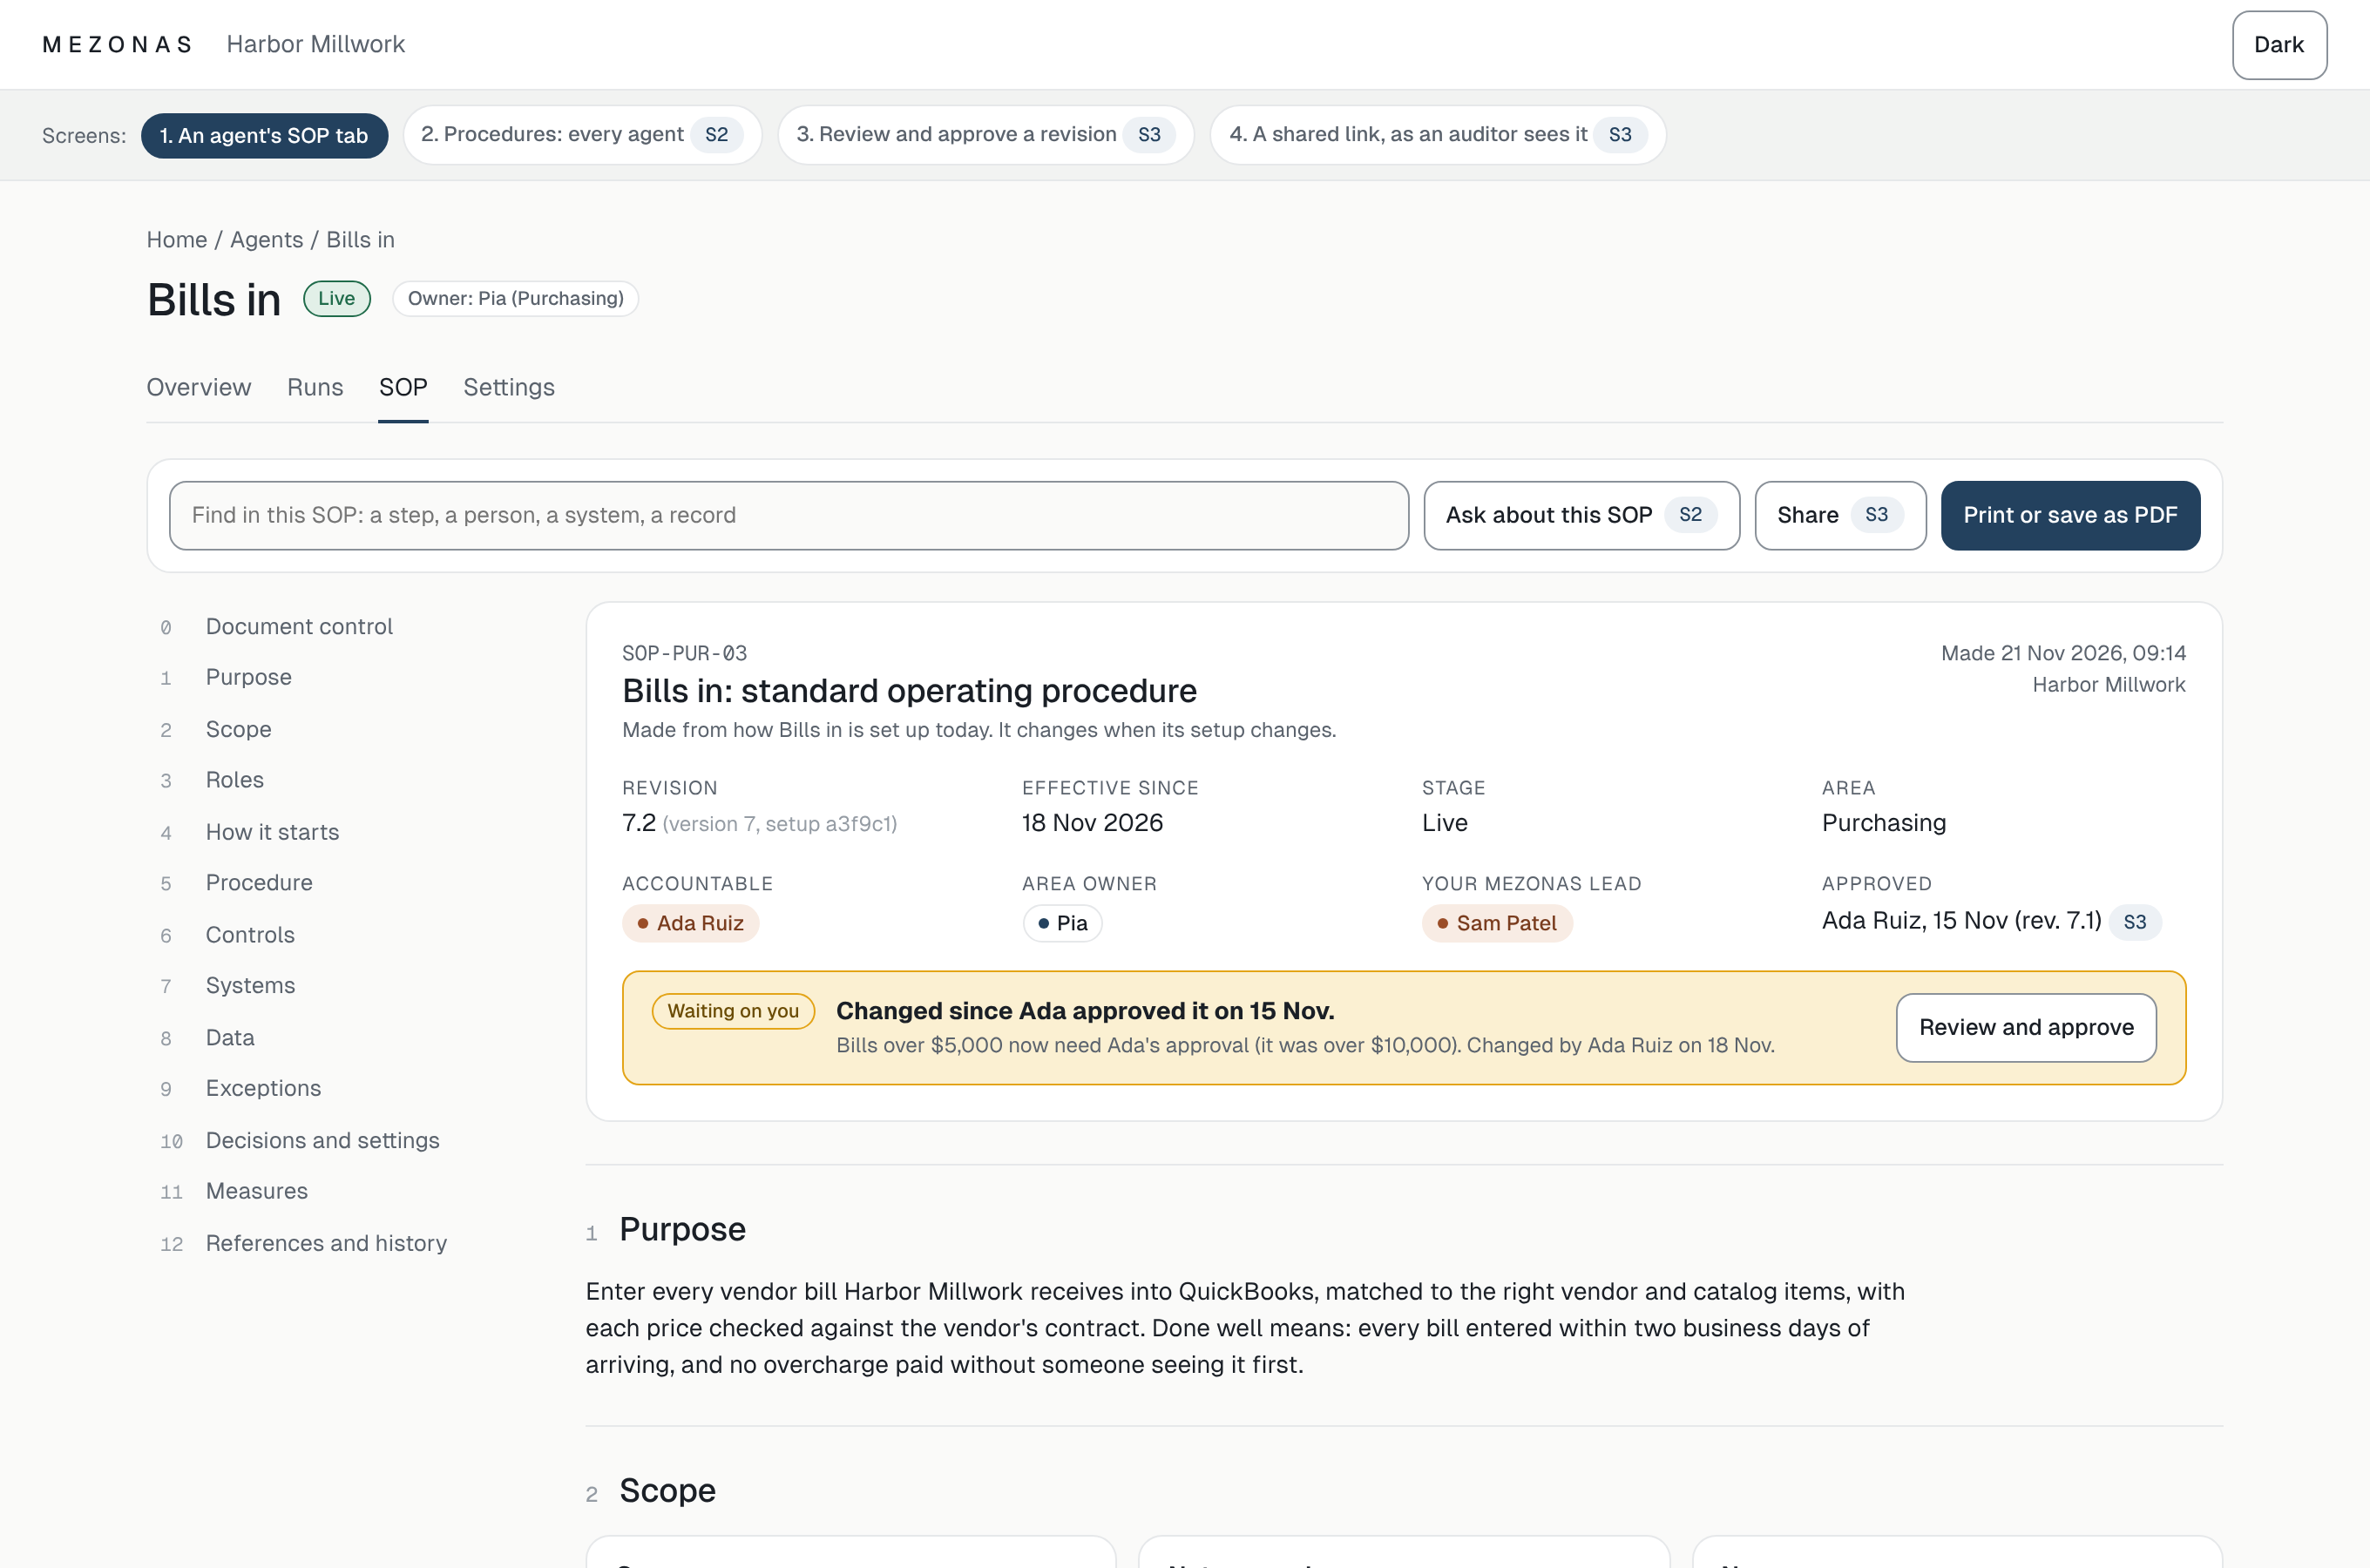 MEZONAS Harbor Millwork Dark
Screens: 1. An agent's SOP tab 2. Procedures: every agent S2 3. Review and approve a revision S3 4. A shared link, as an auditor sees it S3
Home / Agents / Bills in
Bills in Live Owner: Pia (Purchasing)
Overview Runs SOP Settings
Find in this SOP: a step, a person, a system, a record Ask about this SOP S2 Share S3 Print or save as PDF
0 Document control
1 Purpose
2 Scope
3 Roles
4 How it starts
5 Procedure
6 Controls
7 Systems
8 Data
9 Exceptions
10 Decisions and settings
11 Measures
12 References and history
SOP-PUR-03 Made 21 Nov 2026, 09:14
Bills in: standard operating procedure Harbor Millwork
Made from how Bills in is set up today. It changes when its setup changes.
REVISION EFFECTIVE SINCE STAGE AREA
7.2 (version 7, setup a3f9c1) 18 Nov 2026 Live Purchasing
ACCOUNTABLE AREA OWNER YOUR MEZONAS LEAD APPROVED
Ada Ruiz Pia Sam Patel Ada Ruiz, 15 Nov (rev. 7.1) S3
Waiting on you Changed since Ada approved it on 15 Nov. Review and approve
Bills over $5,000 now need Ada's approval (it was over $10,000). Changed by Ada Ruiz on 18 Nov.
1 Purpose
Enter every vendor bill Harbor Millwork receives into QuickBooks, matched to the right vendor and catalog items, with
each price checked against the vendor's contract. Done well means: every bill entered within two business days of
arriving, and no overcharge paid without someone seeing it first.
2 Scope